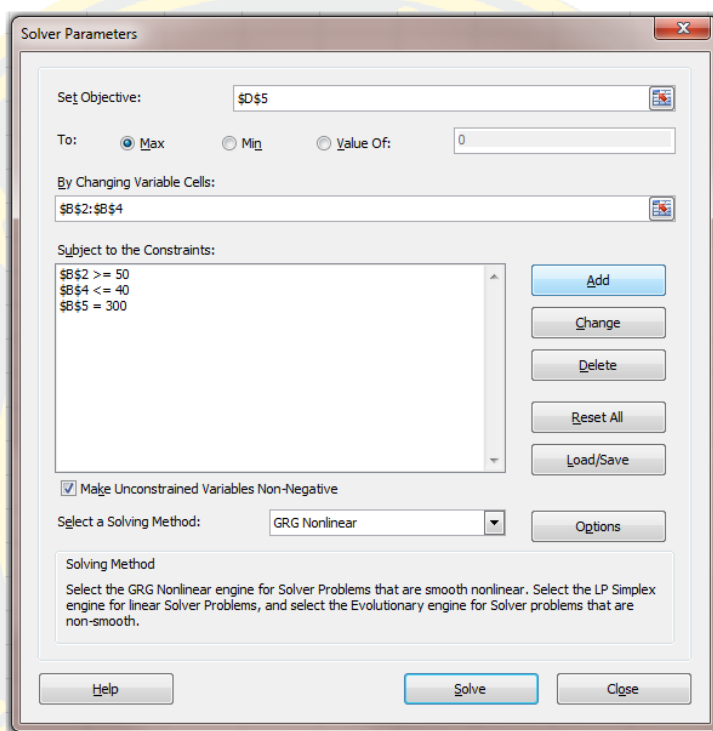 Solver Parameters
Set Objective:
$D$5
To:
Max
Min
Value Of:
0
By Changing Variable Cells:
$B$2:$B$4
Subject to the Constraints:
$B$2 >= 50
$B$4 <= 40
$B$5 = 300
Add
Change
Delete
Reset All
Load/Save
Make Unconstrained Variables Non-Negative
Select a Solving Method:
GRG Nonlinear
Options
Solving Method
Select the GRG Nonlinear engine for Solver Problems that are smooth nonlinear. Select the LP Simplex
engine for linear Solver Problems, and select the Evolutionary engine for Solver problems that are
non-smooth.
Help
Solve
Close